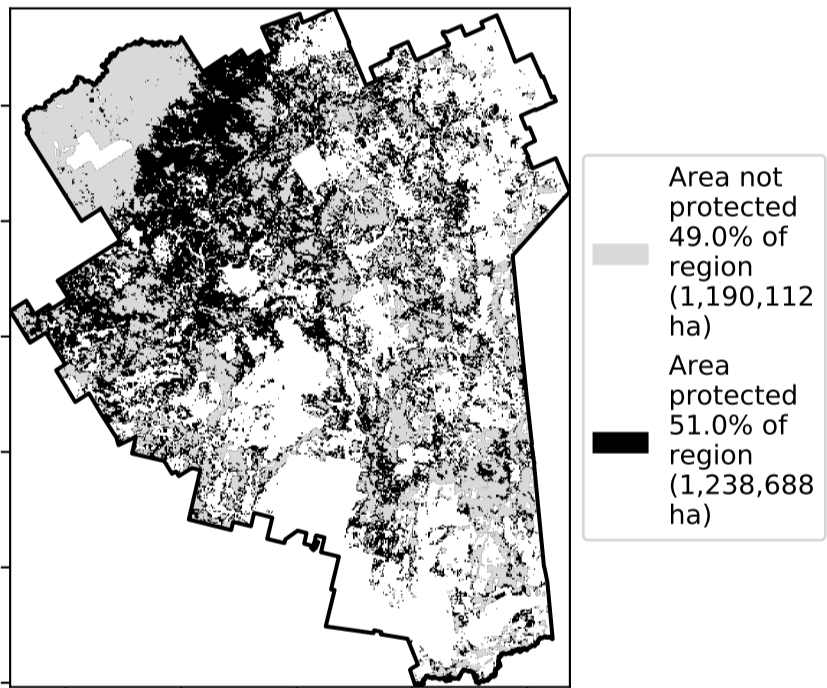 Area not
protected
49.0% of
region
(1,190,112
ha)
Area
protected
51.0% of
region
(1,238,688
ha)